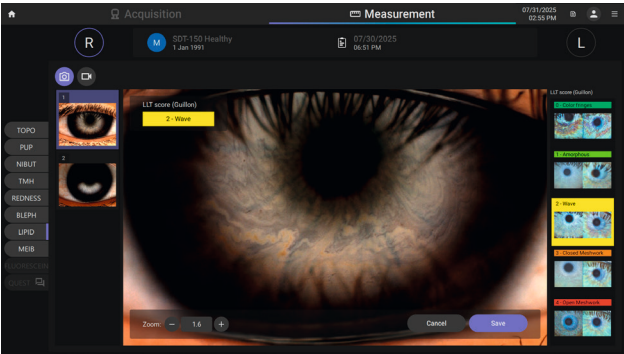 Acquisition
Measurement
07/31/2025
02:55 PM
R
M
SDT-150 Healthy
1 Jan 1991
07/30/2025
06:51 PM
L
1
2
TOPO
PUP
NIBUT
TMH
REDNESS
BLEPH
LIPID
MEIB
FLUORESCEIN
QUEST
LLT score (Guillon)
2 - Wave
Zoom:
−
1.6
+
Cancel
Save
LLT score (Guillon)
0 - Color fringes
1 - Amorphous
2 - Wave
3 - Closed Meshwork
4 - Open Meshwork